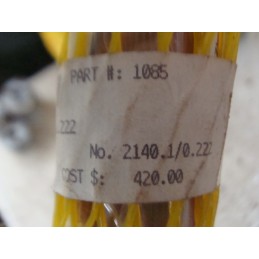 PART #: 1085
.222
No. 2140.1/0.222
COST $: 420.00